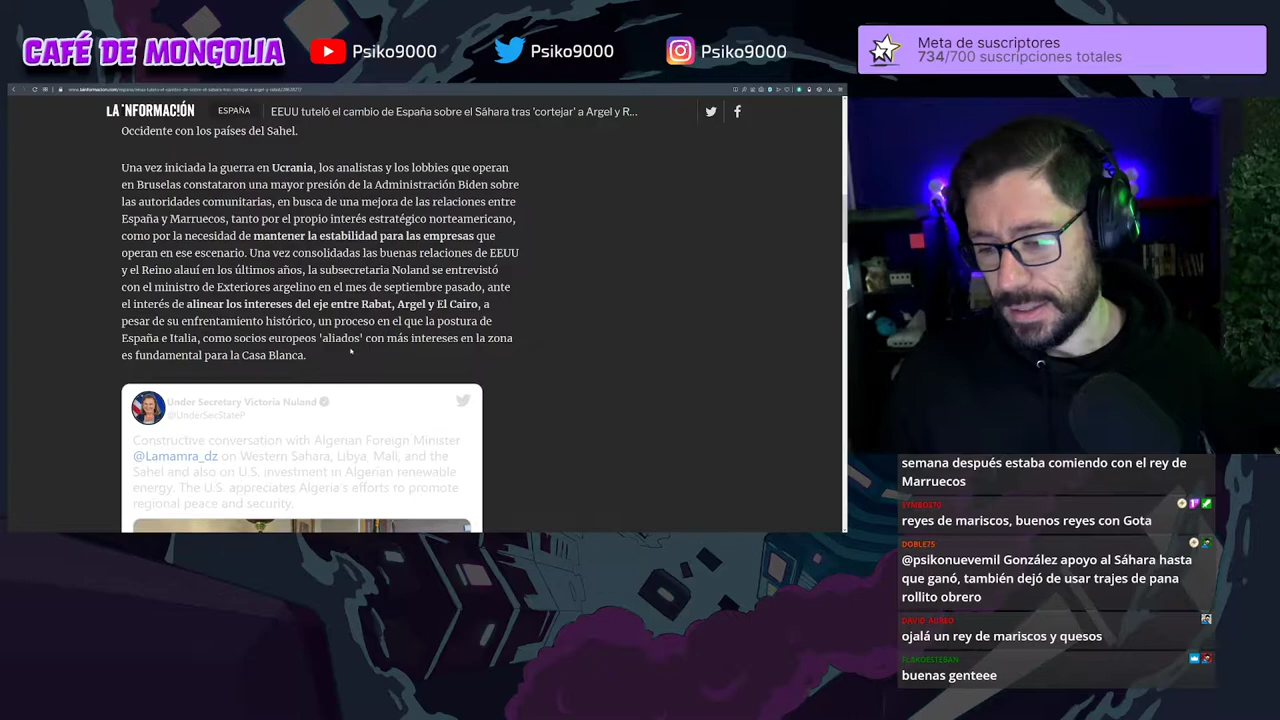 CAFÉ DE MONGOLIA
Psiko9000
Psiko9000
Psiko9000
Meta de suscriptores
734/700 suscripciones totales
LA INFORMACIÓN
ESPAÑA
EEUU tuteló el cambio de España sobre el Sáhara tras 'cortejar' a Argel y R...
Occidente con los países del Sahel.
Una vez iniciada la guerra en Ucrania, los analistas y los lobbies que operan
en Bruselas constataron una mayor presión de la Administración Biden sobre
las autoridades comunitarias, en busca de una mejora de las relaciones entre
España y Marruecos, tanto por el propio interés estratégico norteamericano,
como por la necesidad de mantener la estabilidad para las empresas que
operan en ese escenario. Una vez consolidadas las buenas relaciones de EEUU
y el Reino alauí en los últimos años, la subsecretaria Noland se entrevistó
con el ministro de Exteriores argelino en el mes de septiembre pasado, ante
el interés de alinear los intereses del eje entre Rabat, Argel y El Cairo, a
pesar de su enfrentamiento histórico, un proceso en el que la postura de
España e Italia, como socios europeos 'aliados' con más intereses en la zona
es fundamental para la Casa Blanca.
Under Secretary Victoria Nuland
@UnderSecStateP
Constructive conversation with Algerian Foreign Minister
@Lamamra_dz on Western Sahara, Libya, Mali, and the
Sahel and also on U.S. investment in Algerian renewable
energy. The U.S. appreciates Algeria's efforts to promote
regional peace and security.
semana después estaba comiendo con el rey de
Marruecos
reyes de mariscos, buenos reyes con Gota
DOBLE75
@psikonuevemil González apoyo al Sáhara hasta
que ganó, también dejó de usar trajes de pana
rollito obrero
ojalá un rey de mariscos y quesos
FLAKOESTEBAN
buenas genteee